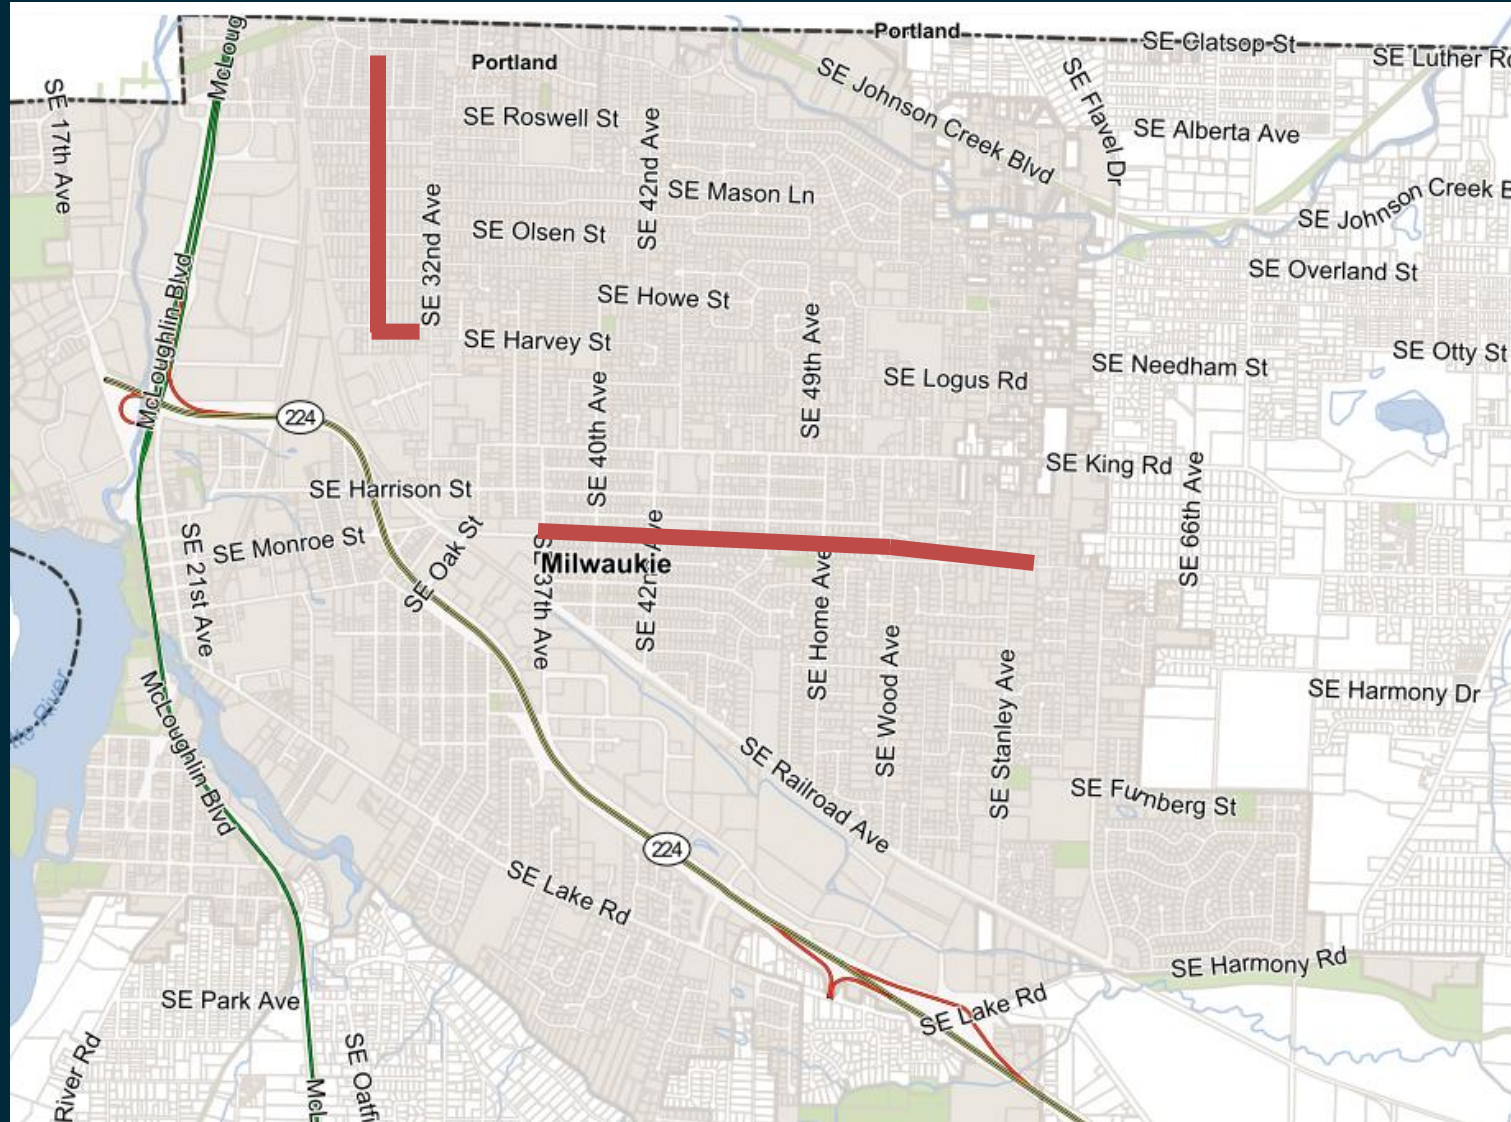 McLoug
Portland
SE Clatsop St
SE Luther Rd
Portland
SE 17th Ave
SE Johnson Creek Blvd
SE Flavel Dr
SE Roswell St
SE 42nd Ave
SE Alberta Ave
SE Mason Ln
SE Johnson Creek B
SE 32nd Ave
SE Olsen St
SE Overland St
SE Howe St
McLoughlin Blvd
SE Harvey St
SE 49th Ave
SE Otty St
SE Needham St
SE Logus Rd
224
SE 40th Ave
SE King Rd
SE 66th Ave
SE Harrison St
SE Monroe St
SE 21st Ave
SE Oak St
SE 37th Ave
Milwaukie
SE 42nd Ave
SE Home Ave
SE Wood Ave
SE Stanley Ave
SE Harmony Dr
River
McLoughlin Blvd
SE Railroad Ave
SE Furnberg St
224
SE Lake Rd
SE Harmony Rd
SE Park Ave
SE Lake Rd
River Rd
SE Oatfi
McL